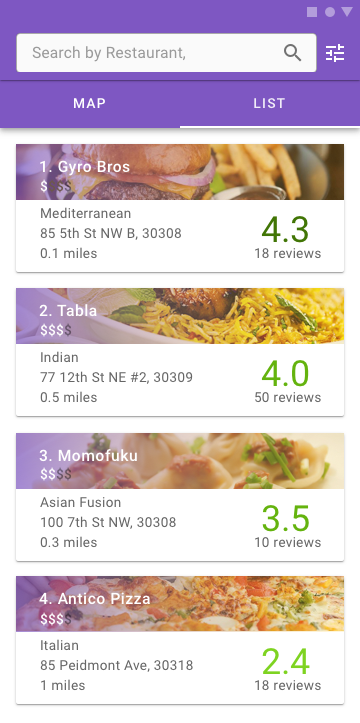 Search by Restaurant,
MAP
LIST
1. Gyro Bros
$$$$
Mediterranean
85 5th St NW B, 30308
0.1 miles
4.3
18 reviews
2. Tabla
$$$$
Indian
77 12th St NE #2, 30309
0.5 miles
4.0
50 reviews
3. Momofuku
$$$$
Asian Fusion
100 7th St NW, 30308
0.3 miles
3.5
10 reviews
4. Antico Pizza
$$$$
Italian
85 Peidmont Ave, 30318
1 miles
2.4
18 reviews